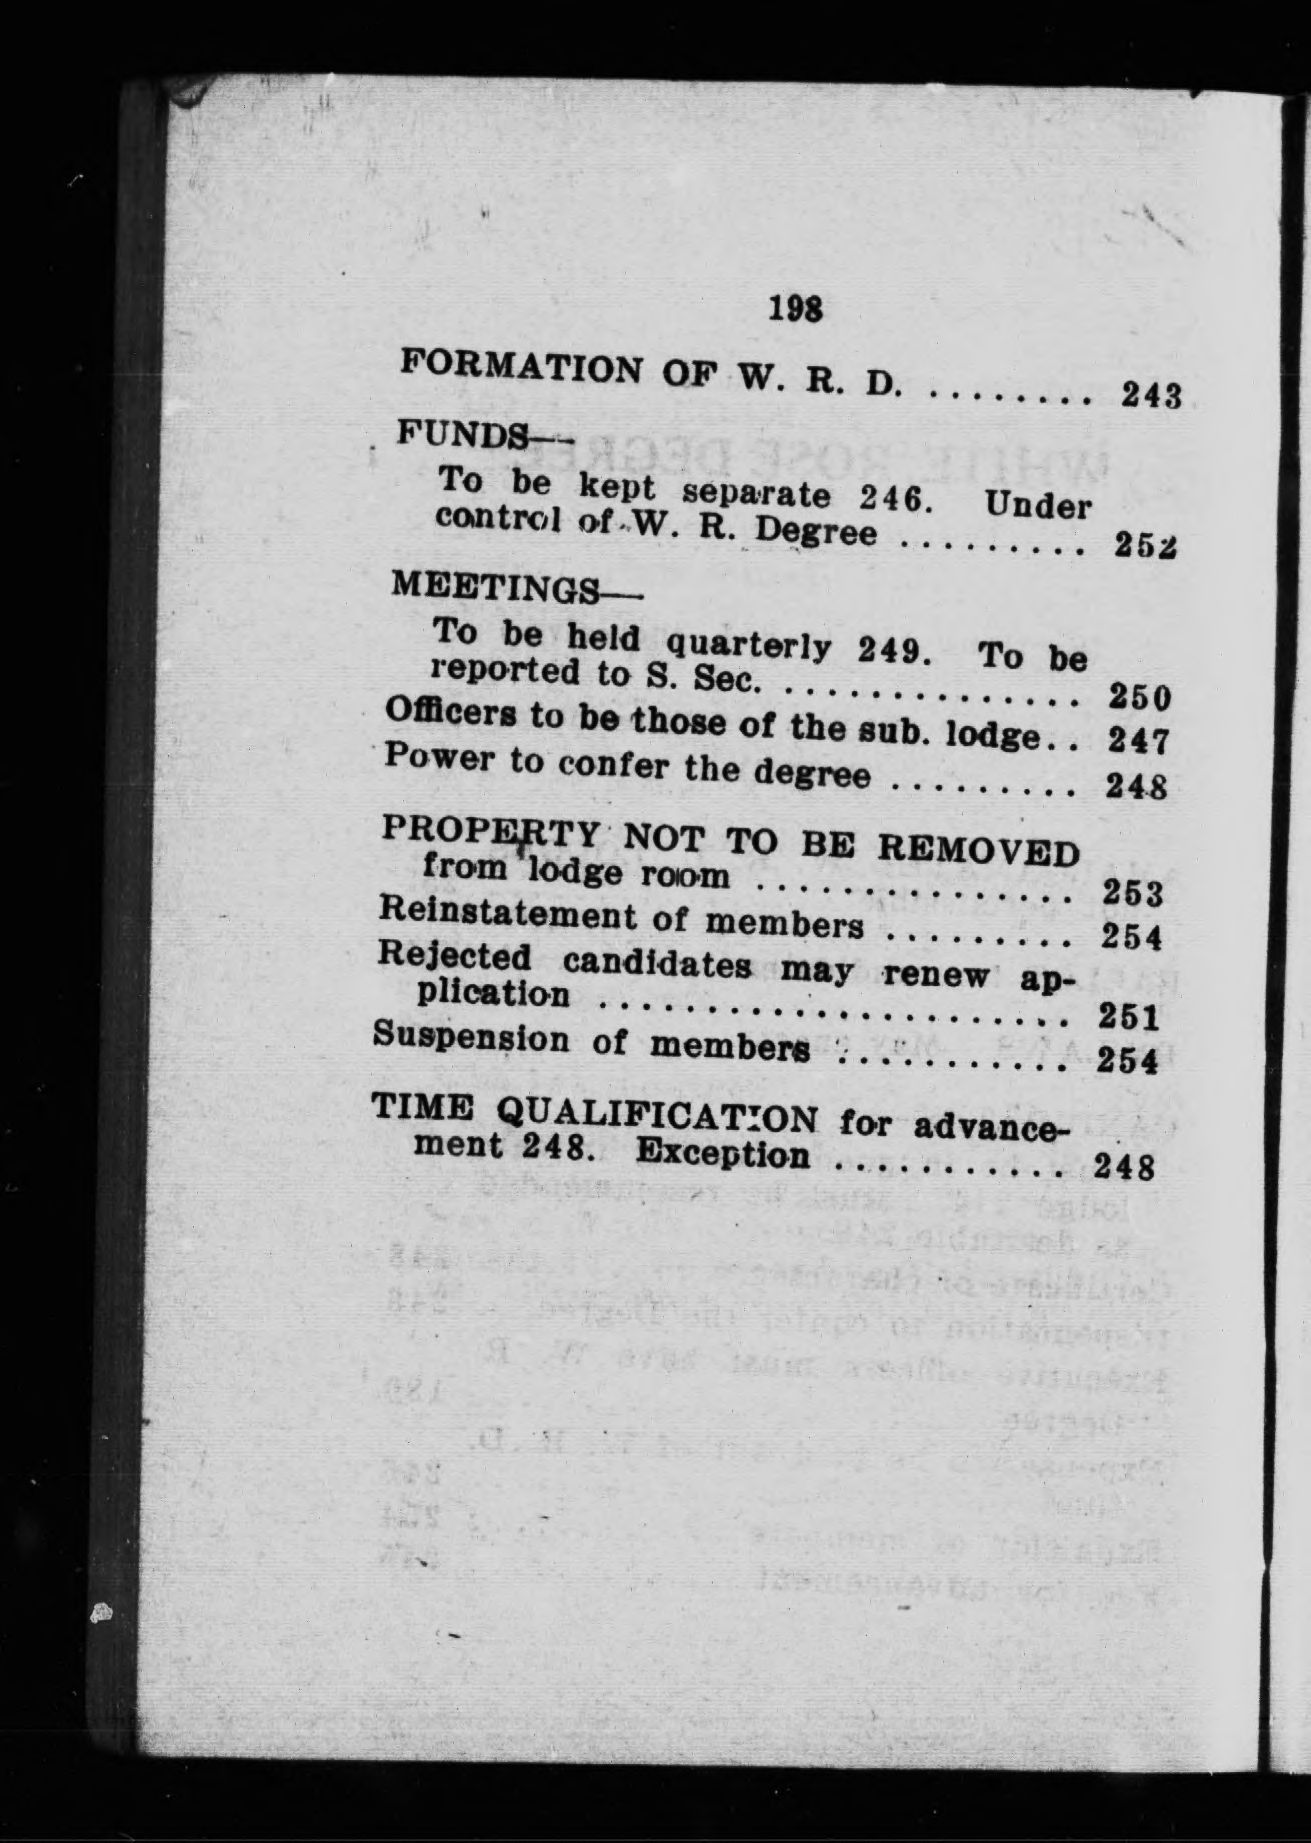 198
FORMATION OF W. R. D. ......... 243
FUNDS—
To be kept separate 246. Under
control of W. R. Degree ......... 252
MEETINGS—
To be held quarterly 249. To be
reported to S. Sec. ............... 250
Officers to be those of the sub. lodge.. 247
Power to confer the degree ......... 248
PROPERTY NOT TO BE REMOVED
from lodge room ............... 253
Reinstatement of members ......... 254
Rejected candidates may renew ap-
plication ...................... 251
Suspension of members ........... 254
TIME QUALIFICATION for advance-
ment 248. Exception ........... 248